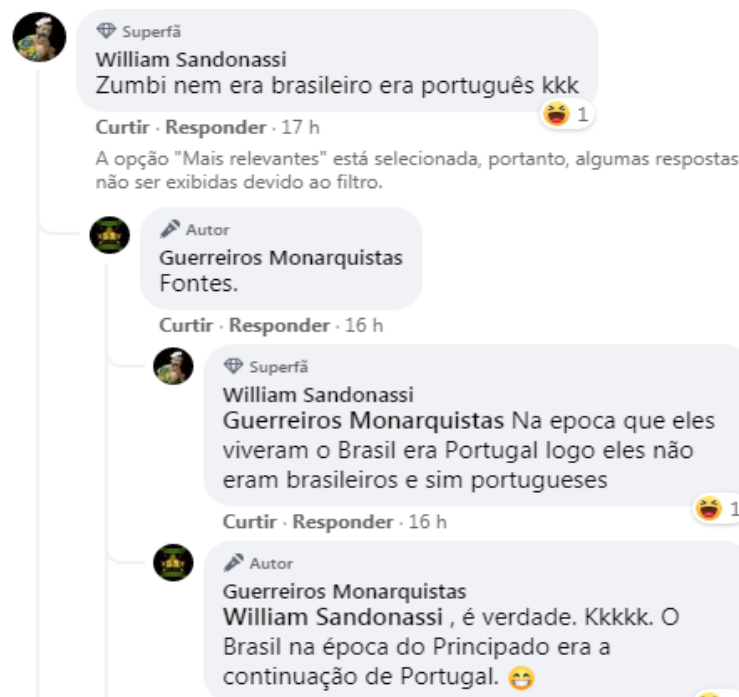 Superfã
William Sandonassi
Zumbi nem era brasileiro era português kkk
1
Curtir · Responder · 17 h
A opção "Mais relevantes" está selecionada, portanto, algumas respostas
não ser exibidas devido ao filtro.
Autor
Guerreiros Monarquistas
Fontes.
Curtir · Responder · 16 h
Superfã
William Sandonassi
Guerreiros Monarquistas Na epoca que eles
viveram o Brasil era Portugal logo eles não
eram brasileiros e sim portugueses
1
Curtir · Responder · 16 h
Autor
Guerreiros Monarquistas
William Sandonassi , é verdade. Kkkkk. O
Brasil na época do Principado era a
continuação de Portugal. 😁